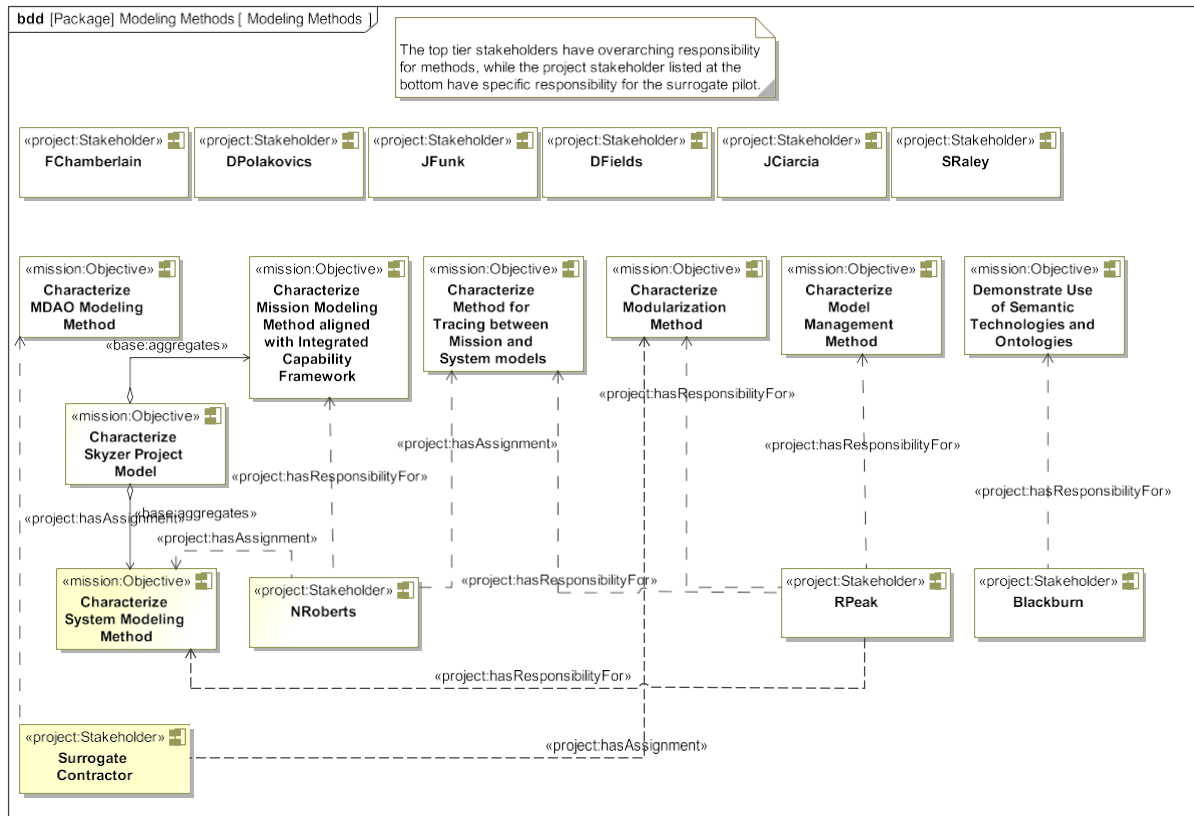 bdd [Package] Modeling Methods [ Modeling Methods ]
The top tier stakeholders have overarching responsibility
for methods, while the project stakeholder listed at the
bottom have specific responsibility for the surrogate pilot.
«project:Stakeholder»
FChamberlain
«project:Stakeholder»
DPolakovics
«project:Stakeholder»
JFunk
«project:Stakeholder»
DFields
«project:Stakeholder»
JCiarcia
«project:Stakeholder»
SRaley
«mission:Objective»
Characterize
MDAO Modeling
Method
«mission:Objective»
Characterize
Mission Modeling
Method aligned
with Integrated
Capability
Framework
«mission:Objective»
Characterize
Method for
Tracing between
Mission and
System models
«mission:Objective»
Characterize
Modularization
Method
«mission:Objective»
Characterize
Model
Management
Method
«mission:Objective»
Demonstrate Use
of Semantic
Technologies and
Ontologies
«base:aggregates»
«project:hasResponsibilityFor»
«mission:Objective»
Characterize
Skyzer Project
Model
«project:hasAssignment»
«project:hasResponsibilityFor»
«project:hasResponsibilityFor»
«project:hasResponsibilityFor»
«project:hasAssignment»
«base:aggregates»
«project:hasAssignment»
«project:hasResponsibilityFor»
«mission:Objective»
Characterize
System Modeling
Method
«project:Stakeholder»
NRoberts
«project:Stakeholder»
RPeak
«project:Stakeholder»
Blackburn
«project:hasResponsibilityFor»
«project:Stakeholder»
Surrogate
Contractor
«project:hasAssignment»